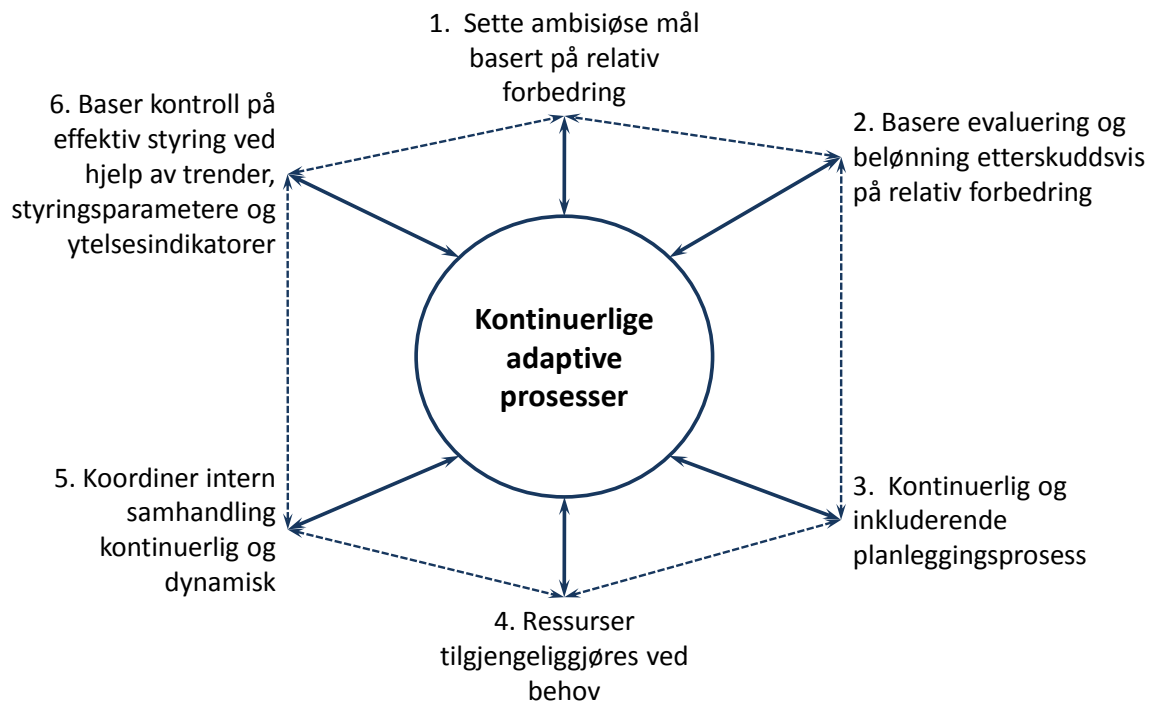 1.  Sette ambisiøse mål
basert på relativ
forbedring
2. Basere evaluering og
belønning etterskuddsvis
på relativ forbedring
3.  Kontinuerlig og
inkluderende
planleggingsprosess
4. Ressurser
tilgjengeliggjøres ved
behov
5. Koordiner intern
samhandling
kontinuerlig og
dynamisk
6. Baser kontroll på
effektiv styring ved
hjelp av trender,
styringsparametere og
ytelsesindikatorer
Kontinuerlige
adaptive
prosesser